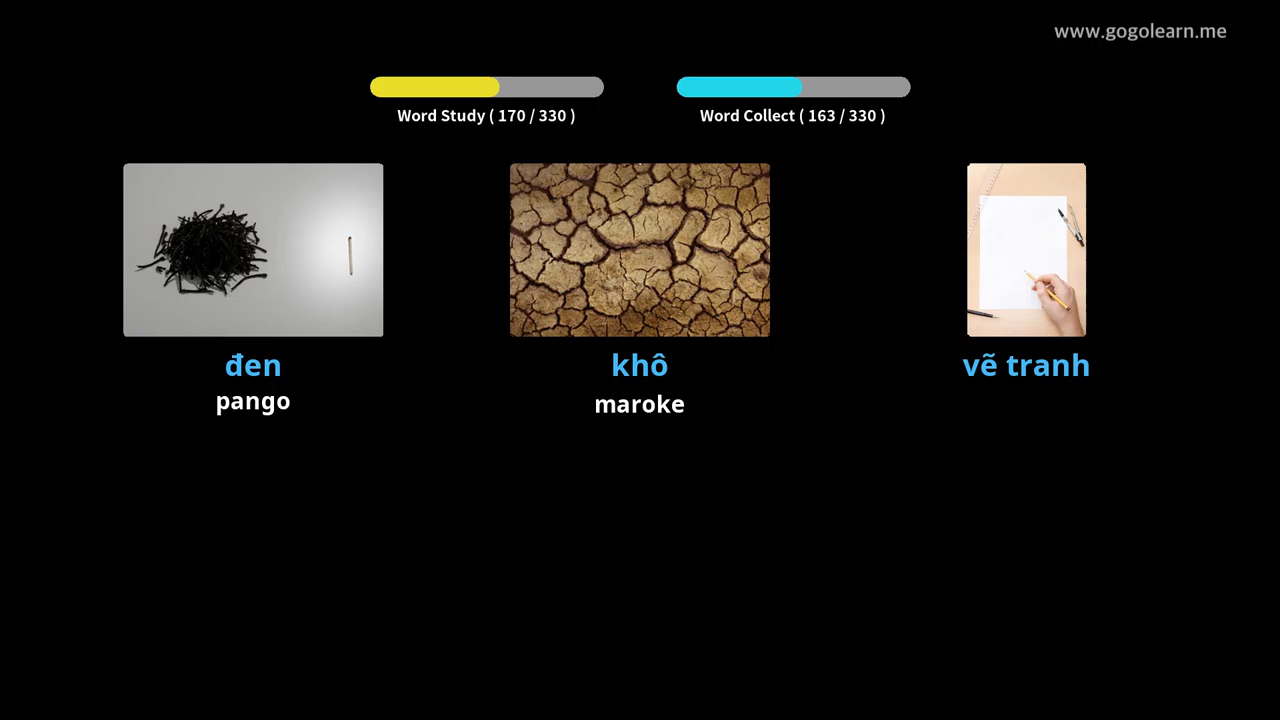 www.gogolearn.me
Word Study ( 170 / 330 )
Word Collect ( 163 / 330 )
đen
khô
vẽ tranh
pango
maroke